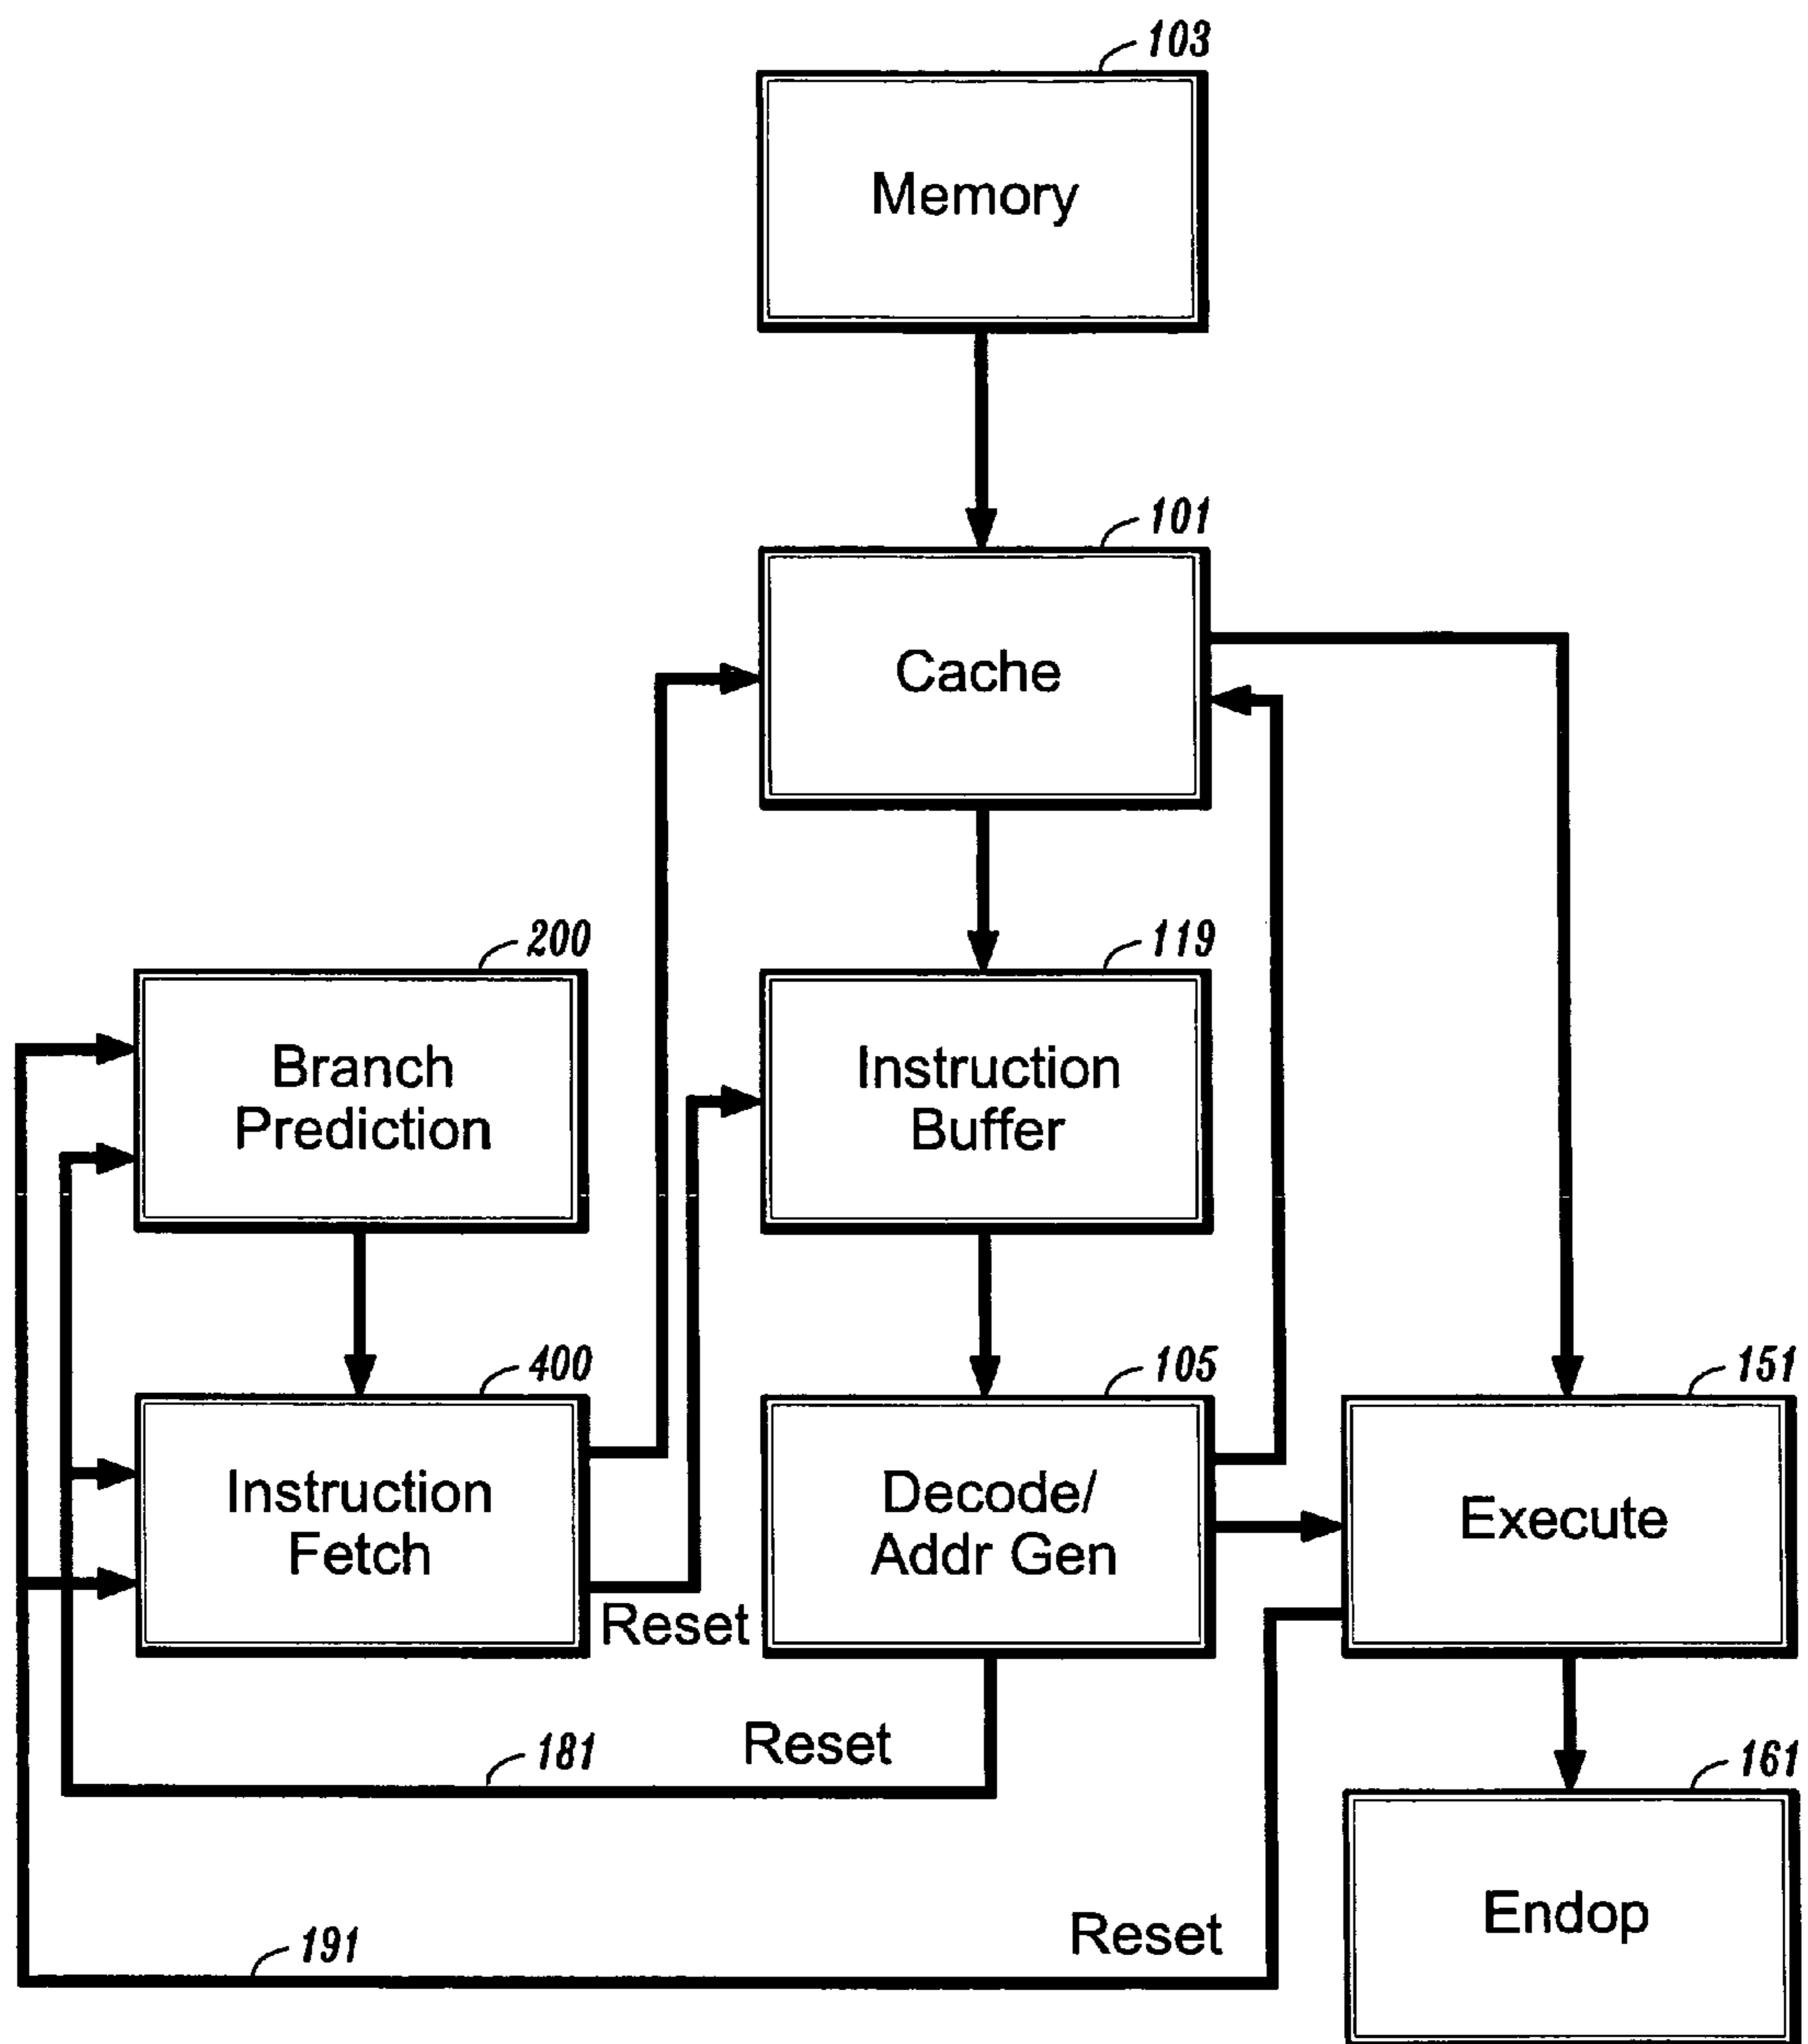 103
Memory
101
Cache
200
119
Branch
Prediction
Instruction
Buffer
400
105
151
Instruction
Fetch
Decode/
Addr Gen
Execute
Reset
181
Reset
161
Endop
191
Reset